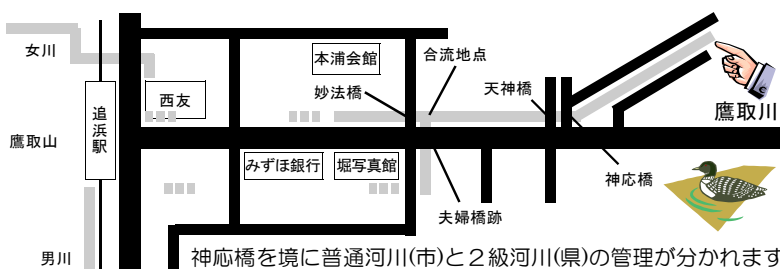 女川
本浦会館
合流地点
妙法橋
天神橋
西友
追浜駅
鷹取川
鷹取山
みずほ銀行
堀写真館
神応橋
夫婦橋跡
男川
神応橋を境に普通河川(市)と２級河川(県)の管理が分かれます